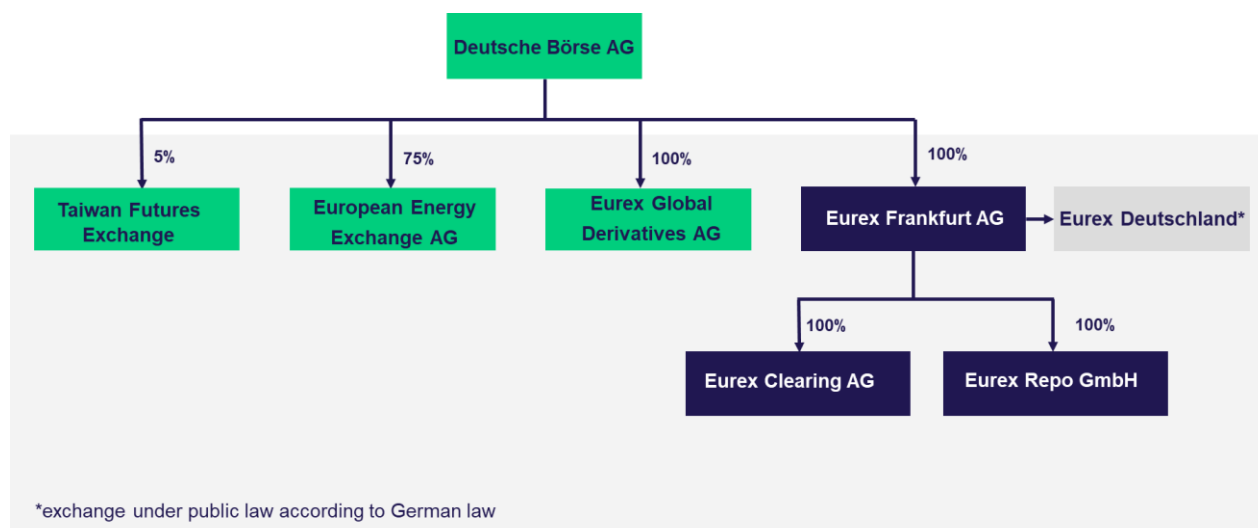 Deutsche Börse AG
5%
75%
100%
100%
Taiwan Futures
Exchange
European Energy
Exchange AG
Eurex Global
Derivatives AG
Eurex Frankfurt AG
Eurex Deutschland*
100%
100%
Eurex Clearing AG
Eurex Repo GmbH
*exchange under public law according to German law